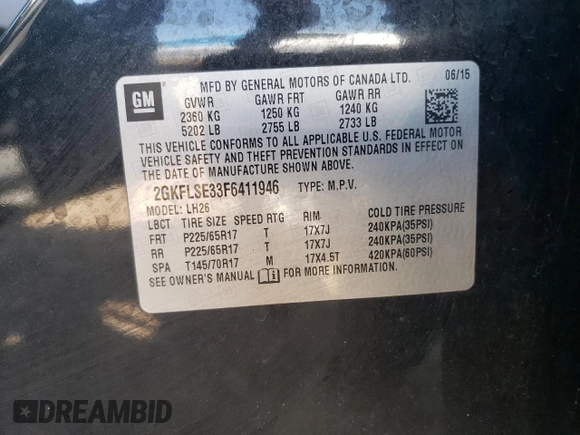 GM
MFD BY GENERAL MOTORS OF CANADA LTD. 06/15
GVWR GAWR FRT GAWR RR
2360 KG 1250 KG 1240 KG
5202 LB 2755 LB 2733 LB
THIS VEHICLE CONFORMS TO ALL APPLICABLE U.S. FEDERAL MOTOR
VEHICLE SAFETY AND THEFT PREVENTION STANDARDS IN EFFECT ON
THE DATE OF MANUFACTURE SHOWN ABOVE.
2GKFLSE33F6411946 TYPE: M.P.V.
MODEL: LH26
LBCT TIRE SIZE SPEED RTG RIM COLD TIRE PRESSURE
FRT P225/65R17 T 17X7J 240KPA(35PSI)
RR P225/65R17 T 17X7J 240KPA(35PSI)
SPA T145/70R17 M 17X4.5T 420KPA(60PSI)
SEE OWNER'S MANUAL FOR MORE INFORMATION.
DREAMBID